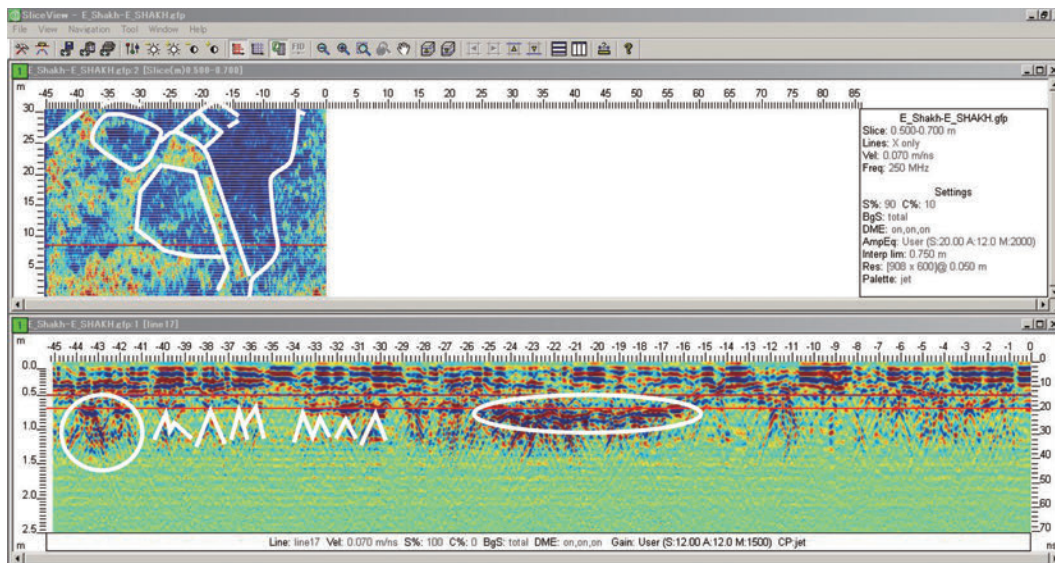 SliceView - E_Shakh-E_SHAKH.gfp
File View Navigation Tool Window Help
FID
1 E_Shakh-E_SHAKH.gfp:2 [Slice(m)0.500-0.700]
-45 -40 -35 -30 -25 -20 -15 -10 -5 0 5 10 15 20 25 30 35 40 45 50 55 60 65 70 75 80 85
m
30
25
20
15
10
5
E_Shakh-E_SHAKH.gfp
Slice: 0.500-0.700 m
Lines: X only
Vel: 0.070 m/ns
Freq: 250 MHz
Settings
S%: 90 C%: 10
BgS: total
DME: on,on,on
AmpEq: User (S:20.00 A:12.0 M:2000)
Interp lim: 0.750 m
Res: [908 x 600]@ 0.050 m
Palette: jet
1 E_Shakh-E_SHAKH.gfp:1 [line17]
-45 -44 -43 -42 -41 -40 -39 -38 -37 -36 -35 -34 -33 -32 -31 -30 -29 -28 -27 -26 -25 -24 -23 -22 -21 -20 -19 -18 -17 -16 -15 -14 -13 -12 -11 -10 -9 -8 -7 -6 -5 -4 -3 -2 -1 0
m
0.0 0
0.5 10
1.0 20
1.5 30
2.0 40
2.5 50
60
70
m ns
Line: line17 Vel: 0.070 m/ns S%: 100 C%: 0 BgS: total DME: on,on,on Gain: User (S:12.00 A:12.0 M:1500) CP:jet